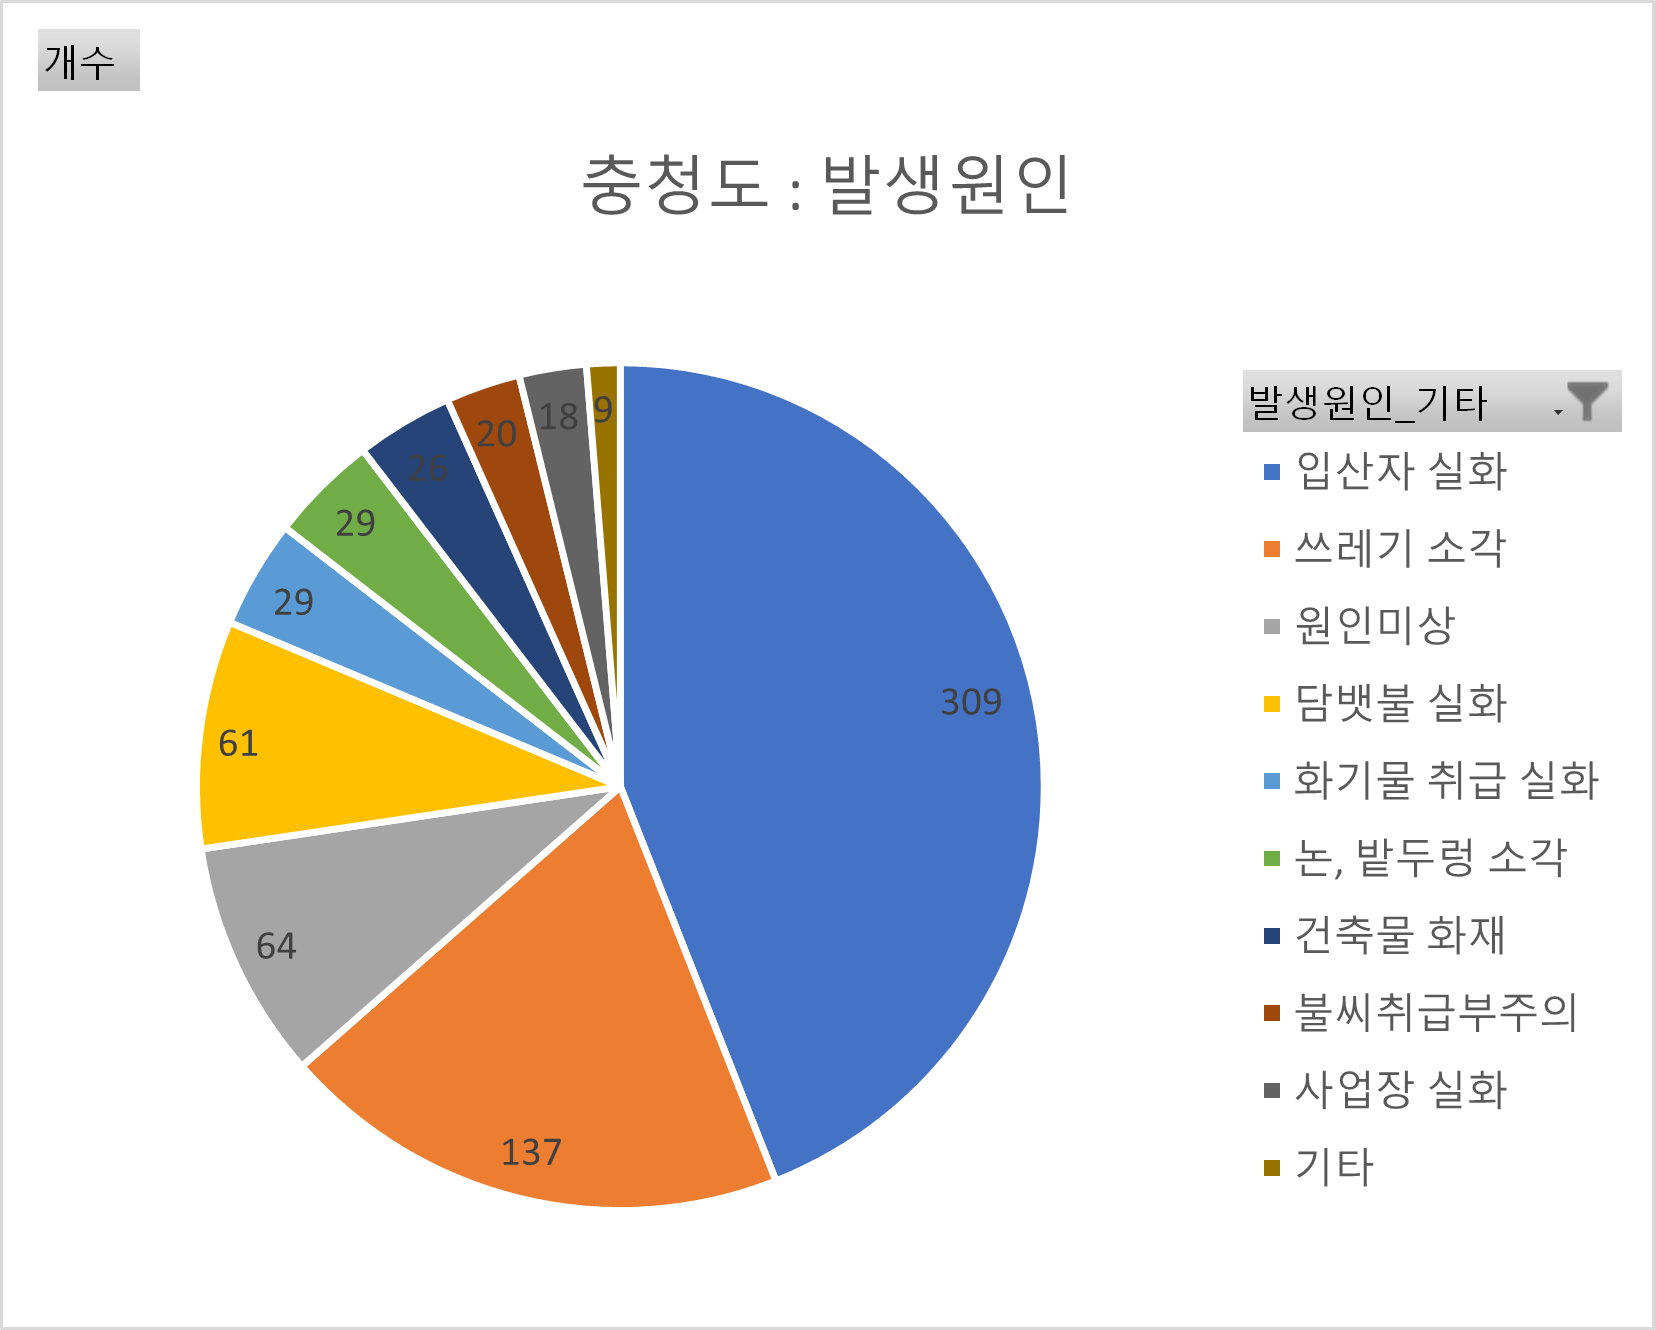 개수
충청도 : 발생원인
309
137
64
61
29
29
26
20
18
9
발생원인_기타
입산자 실화
쓰레기 소각
원인미상
담뱃불 실화
화기물 취급 실화
논, 밭두렁 소각
건축물 화재
불씨취급부주의
사업장 실화
기타